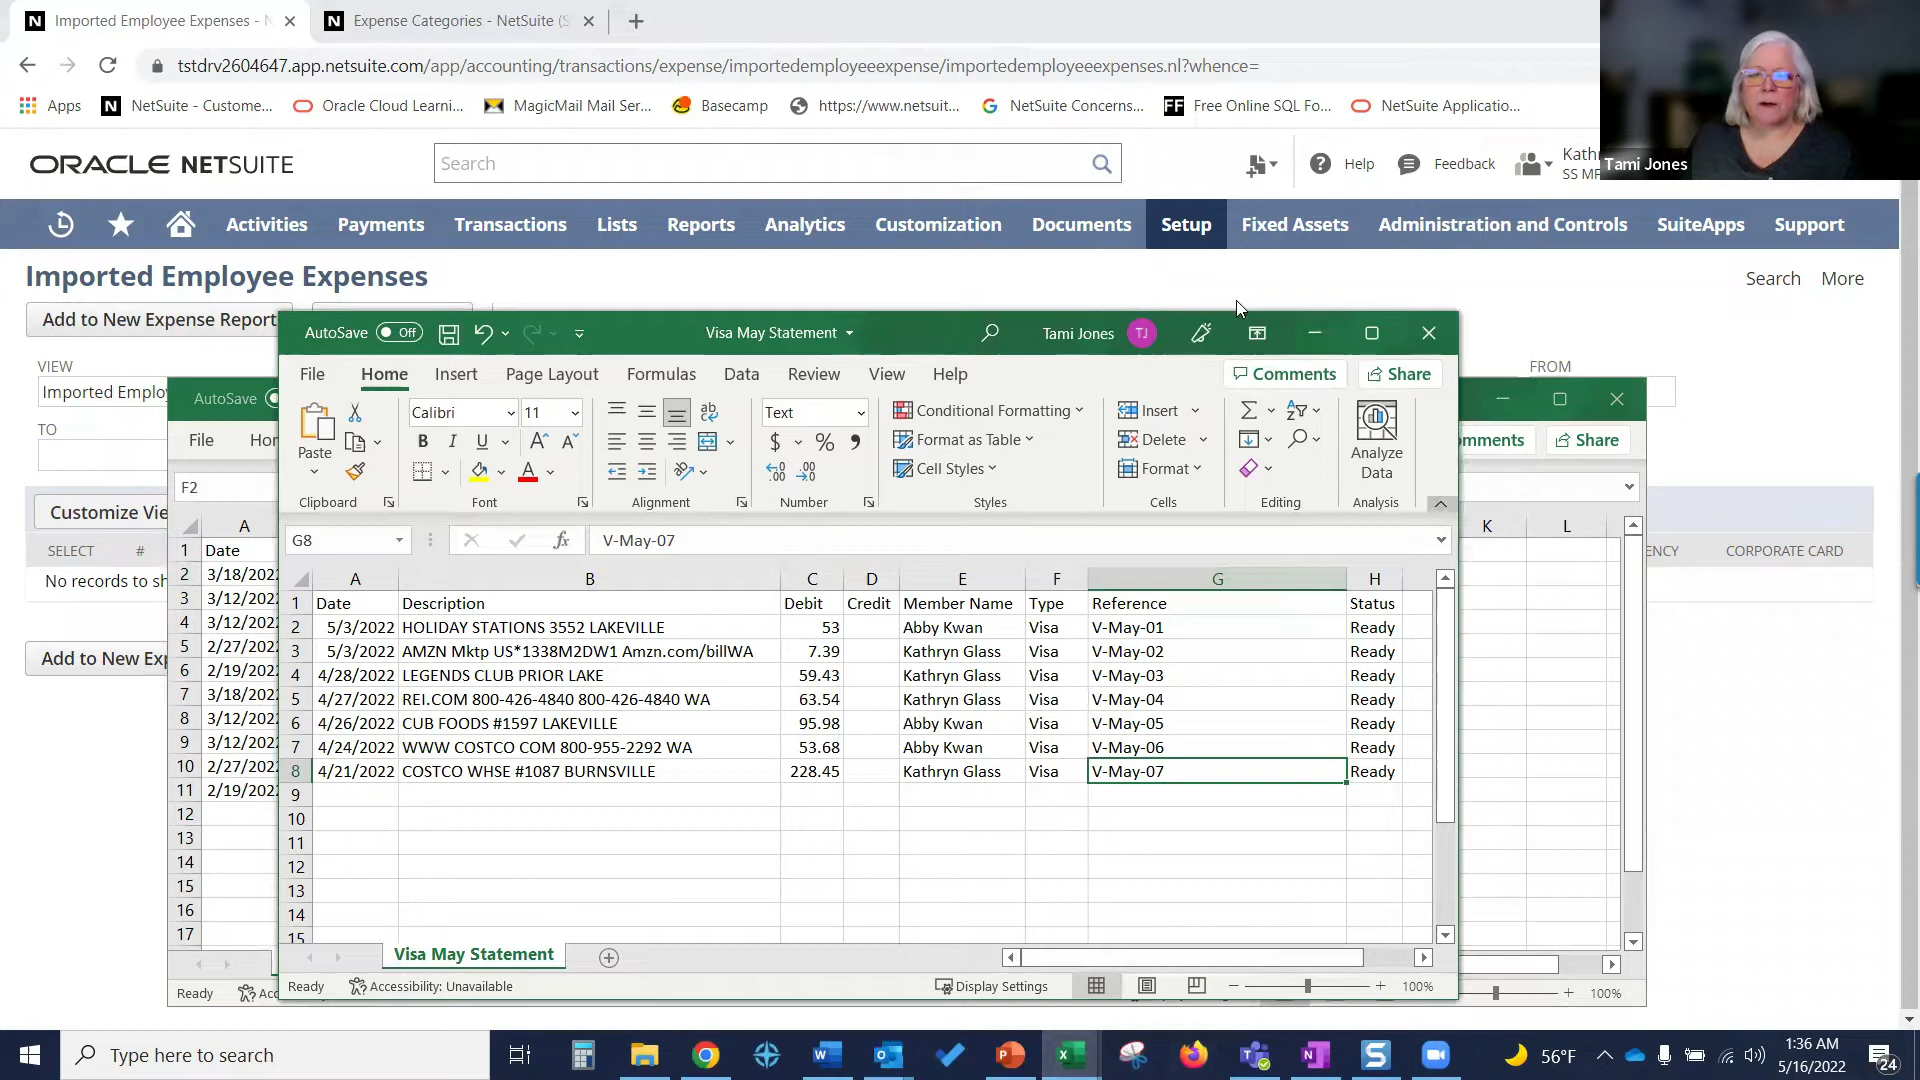 Imported Employee Expenses - N
Expense Categories - NetSuite (S
tstdrv2604647.app.netsuite.com/app/accounting/transactions/expense/importedemployeeexpense/importedemployeeexpenses.nl?whence=
Apps
NetSuite - Custome...
Oracle Cloud Learni...
MagicMail Mail Ser...
Basecamp
https://www.netsuit...
NetSuite Concerns...
FF
Free Online SQL Fo...
NetSuite Applicatio...
ORACLE NETSUITE
Search
Help
Feedback
Kath
SS MF
Tami Jones
Activities
Payments
Transactions
Lists
Reports
Analytics
Customization
Documents
Setup
Fixed Assets
Administration and Controls
SuiteApps
Support
Imported Employee Expenses
Search
More
Add to New Expense Report
VIEW
FROM
Imported Employ
TO
Customize Vie
SELECT
#
ENCY
CORPORATE CARD
No records to sh
Add to New Exp
AutoSave
File
Hor
omments
Share
F2
A
K
L
1 Date
2 3/18/2022
3 3/12/2022
4 3/12/2022
5 2/27/2022
6 2/19/2022
7 3/18/2022
8 3/12/2022
9 3/12/2022
10 2/27/2022
11 2/19/2022
12
13
14
15
16
17
Ready
Acc
100%
AutoSave Off
Visa May Statement
Tami Jones
TJ
File
Home
Insert
Page Layout
Formulas
Data
Review
View
Help
Comments
Share
Paste
Clipboard
Calibri
11
B I U
A A
A
Font
ab
Alignment
Text
$ % ,
Number
Conditional Formatting
Format as Table
Cell Styles
Styles
Insert
Delete
Format
Cells
Editing
Analyze
Data
Analysis
G8
fx
V-May-07
A B C D E F G H
1 Date Description Debit Credit Member Name Type Reference Status
2 5/3/2022 HOLIDAY STATIONS 3552 LAKEVILLE 53 Abby Kwan Visa V-May-01 Ready
3 5/3/2022 AMZN Mktp US*1338M2DW1 Amzn.com/billWA 7.39 Kathryn Glass Visa V-May-02 Ready
4 4/28/2022 LEGENDS CLUB PRIOR LAKE 59.43 Kathryn Glass Visa V-May-03 Ready
5 4/27/2022 REI.COM 800-426-4840 800-426-4840 WA 63.54 Kathryn Glass Visa V-May-04 Ready
6 4/26/2022 CUB FOODS #1597 LAKEVILLE 95.98 Abby Kwan Visa V-May-05 Ready
7 4/24/2022 WWW COSTCO COM 800-955-2292 WA 53.68 Abby Kwan Visa V-May-06 Ready
8 4/21/2022 COSTCO WHSE #1087 BURNSVILLE 228.45 Kathryn Glass Visa V-May-07 Ready
9
10
11
12
13
14
15
Visa May Statement
Ready
Accessibility: Unavailable
Display Settings
100%
Type here to search
56°F
1:36 AM
5/16/2022
24